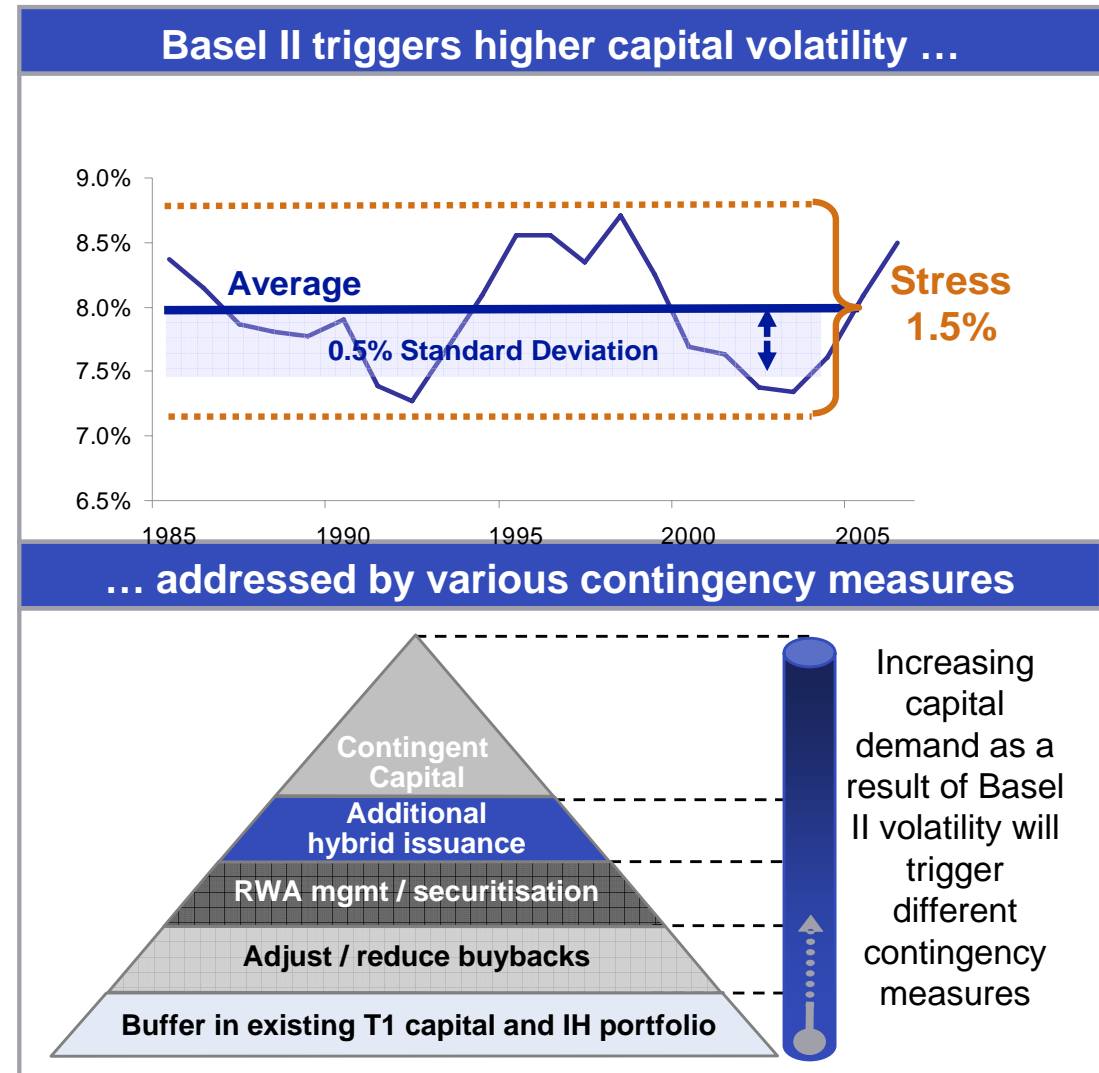 Basel II triggers higher capital volatility …
9.0%
8.5%
8.0%
7.5%
7.0%
6.5%
Average
0.5% Standard Deviation
Stress
1.5%
1985 1990 1995 2000 2005
… addressed by various contingency measures
Contingent
Capital
Additional
hybrid issuance
RWA mgmt / securitisation
Adjust / reduce buybacks
Buffer in existing T1 capital and IH portfolio
Increasing
capital
demand as a
result of Basel
II volatility will
trigger
different
contingency
measures